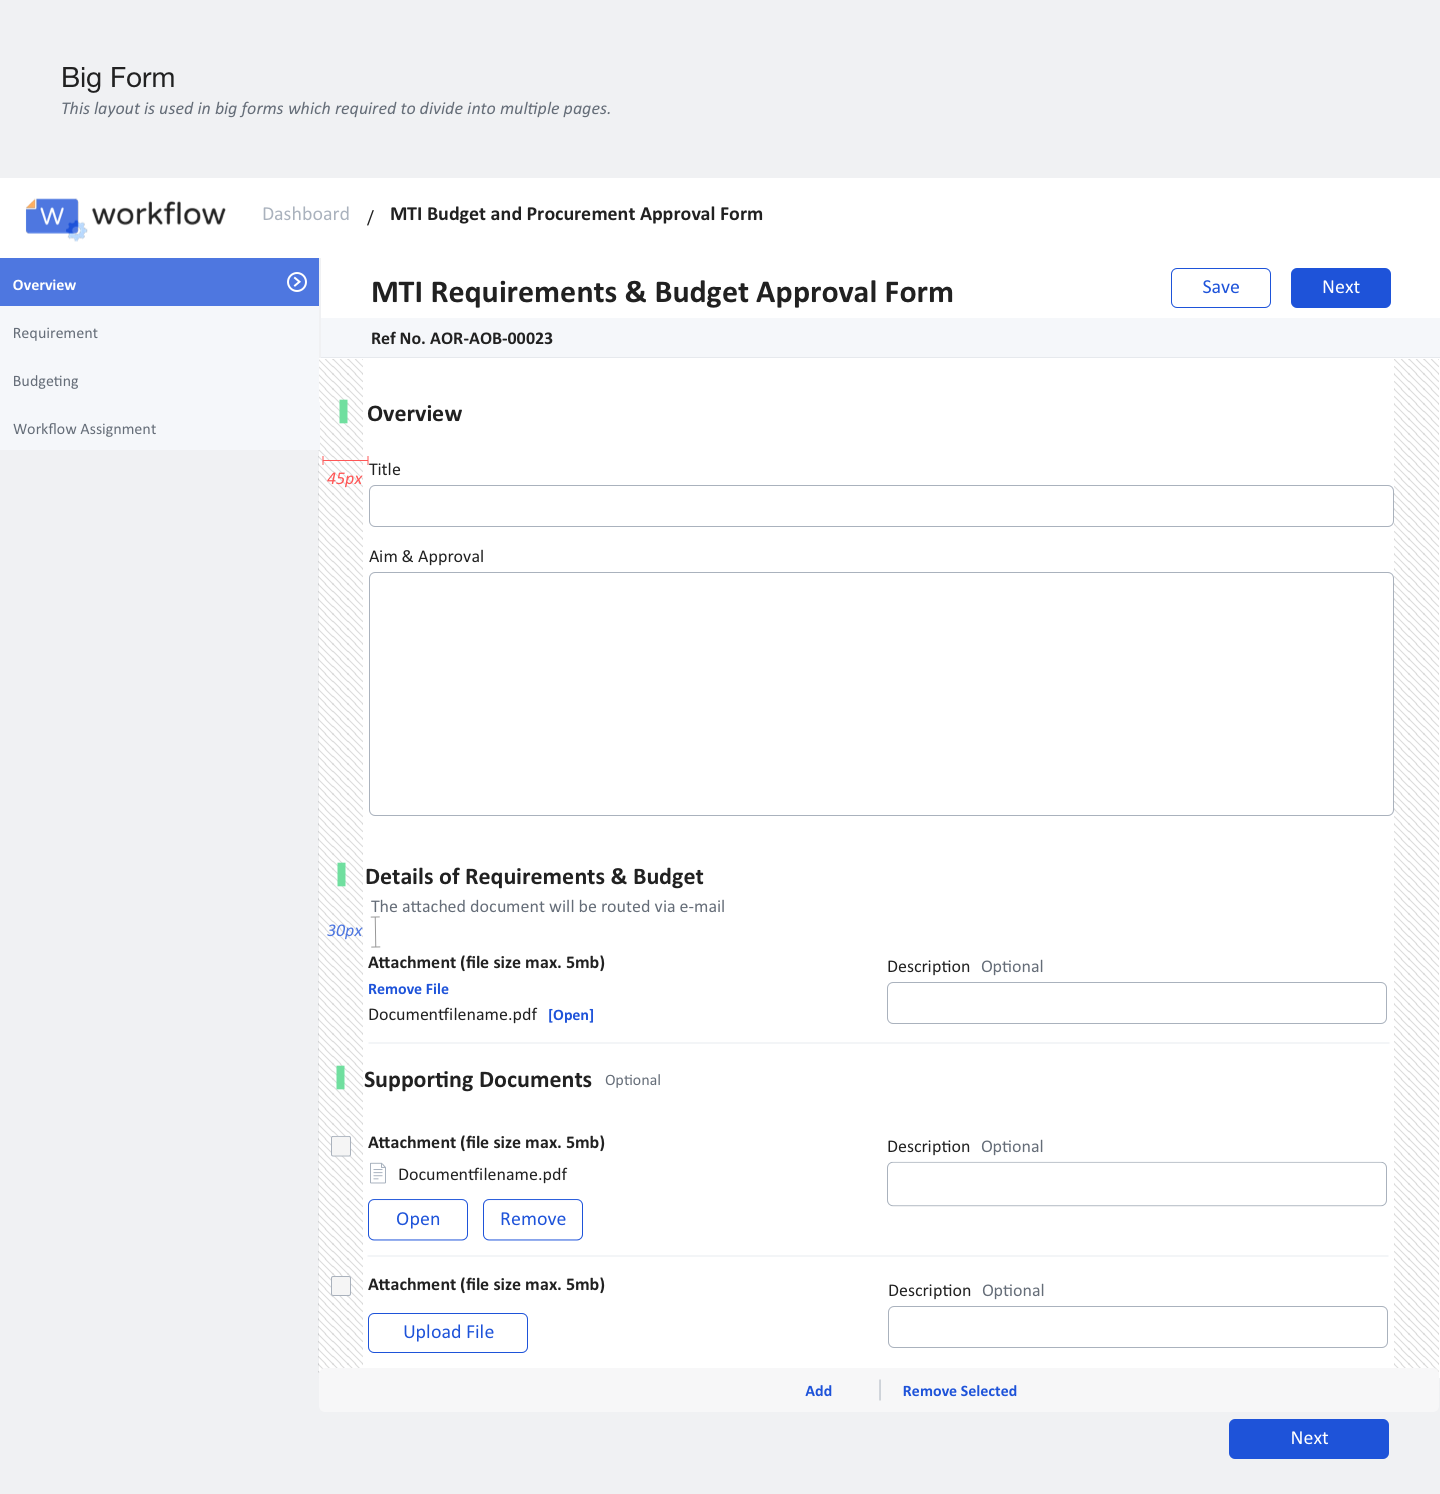 Big Form
This layout is used in big forms which required to divide into multiple pages.
W workflow Dashboard / MTI Budget and Procurement Approval Form
Overview
Requirement
Budgeting
Workflow Assignment
MTI Requirements & Budget Approval Form Save Next
Ref No. AOR-AOB-00023
Overview
45px
Title
Aim & Approval
Details of Requirements & Budget
The attached document will be routed via e-mail
30px
Attachment (file size max. 5mb)
Remove File
Documentfilename.pdf [Open]
Description Optional
Supporting Documents Optional
Attachment (file size max. 5mb)
Documentfilename.pdf
Open Remove
Description Optional
Attachment (file size max. 5mb)
Upload File
Description Optional
Add Remove Selected
Next